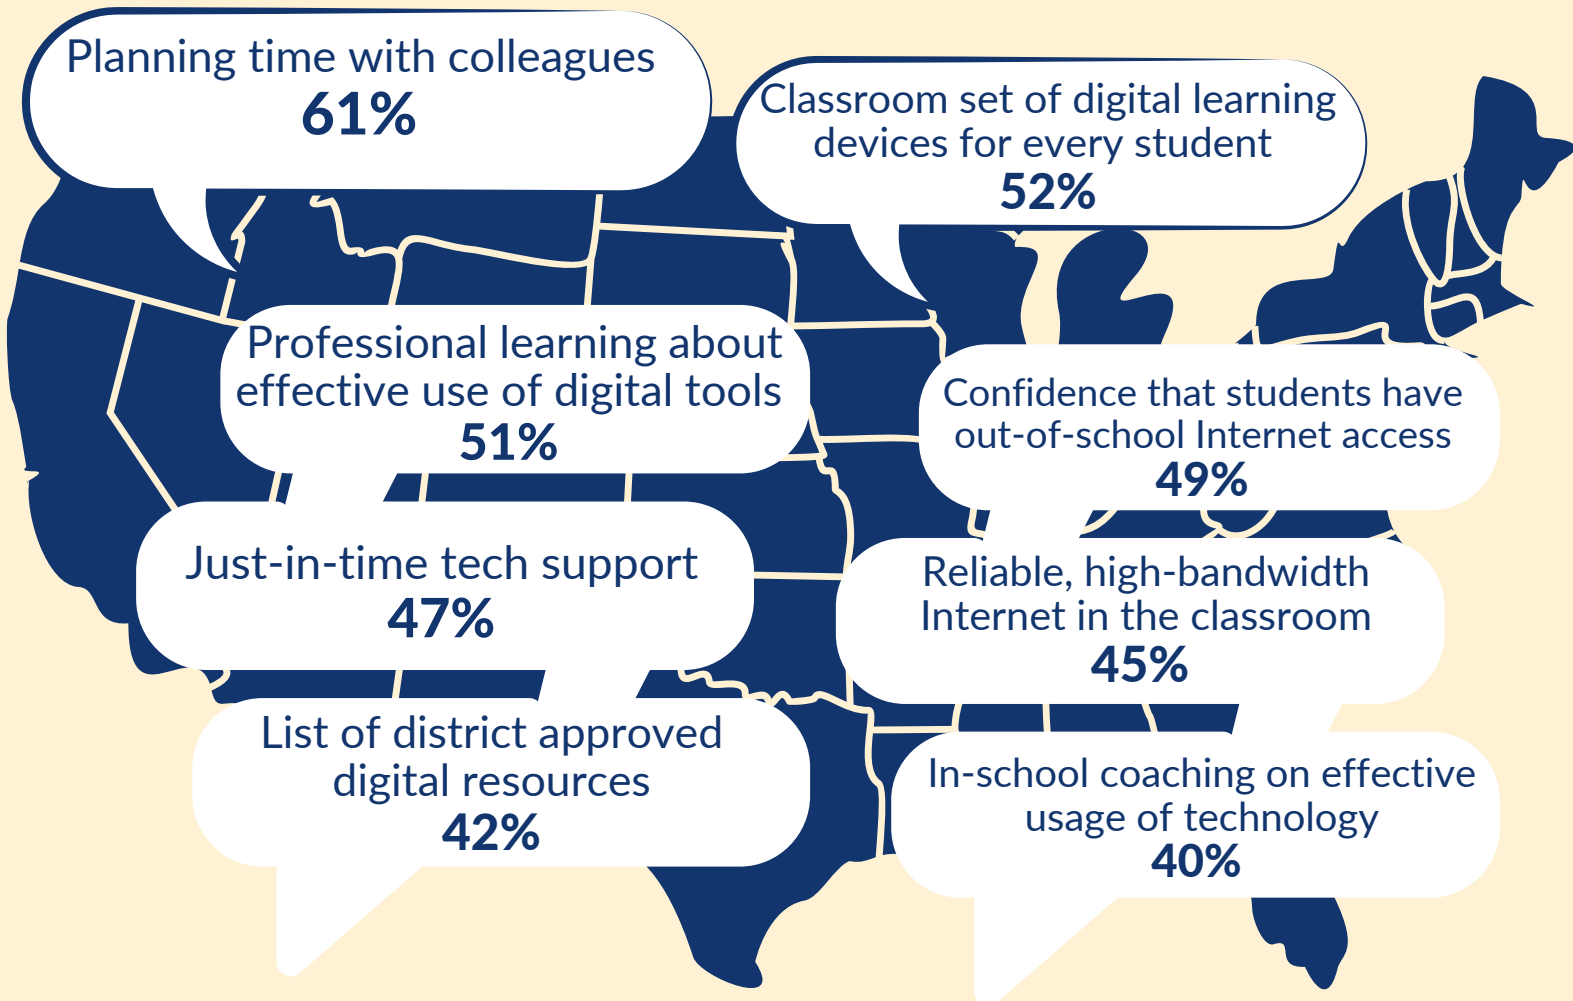 Planning time with colleagues
61%
Classroom set of digital learning
devices for every student
52%
Professional learning about
effective use of digital tools
51%
Confidence that students have
out-of-school Internet access
49%
Just-in-time tech support
47%
Reliable, high-bandwidth
Internet in the classroom
45%
List of district approved
digital resources
42%
In-school coaching on effective
usage of technology
40%